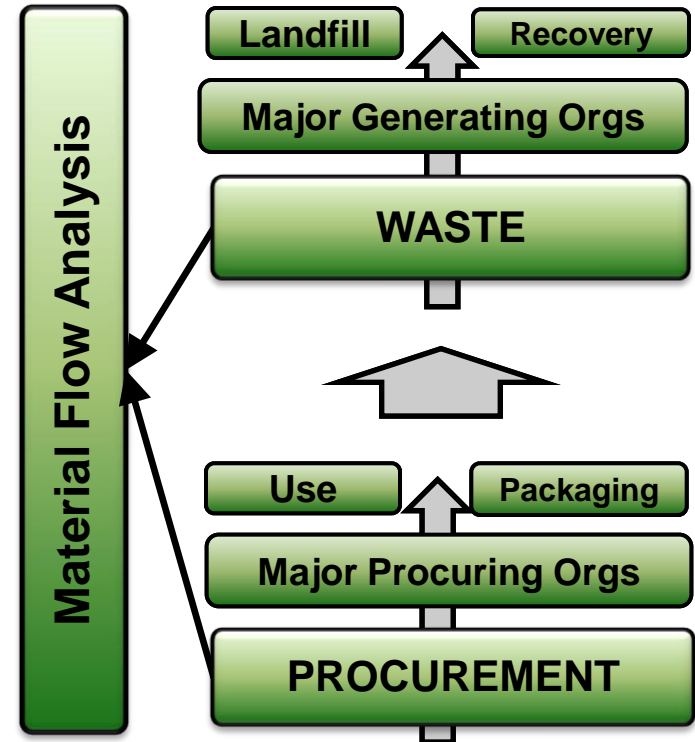 Material Flow Analysis
Landfill
Recovery
Major Generating Orgs
WASTE
Use
Packaging
Major Procuring Orgs
PROCUREMENT